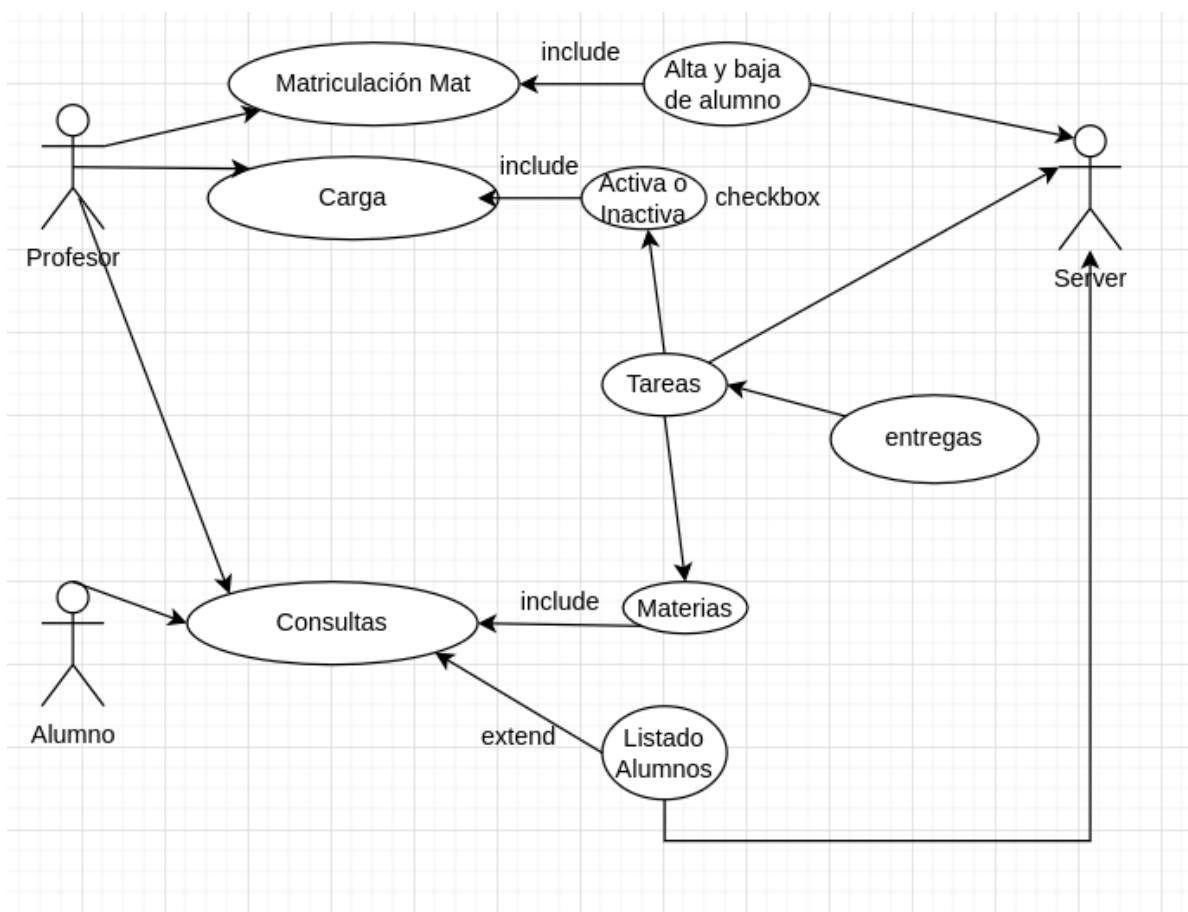 include
Matriculación Mat
Alta y baja
de alumno
include
Carga
Activa o
Inactiva
checkbox
Profesor
Server
Tareas
entregas
include
Materias
Consultas
Alumno
extend
Listado
Alumnos